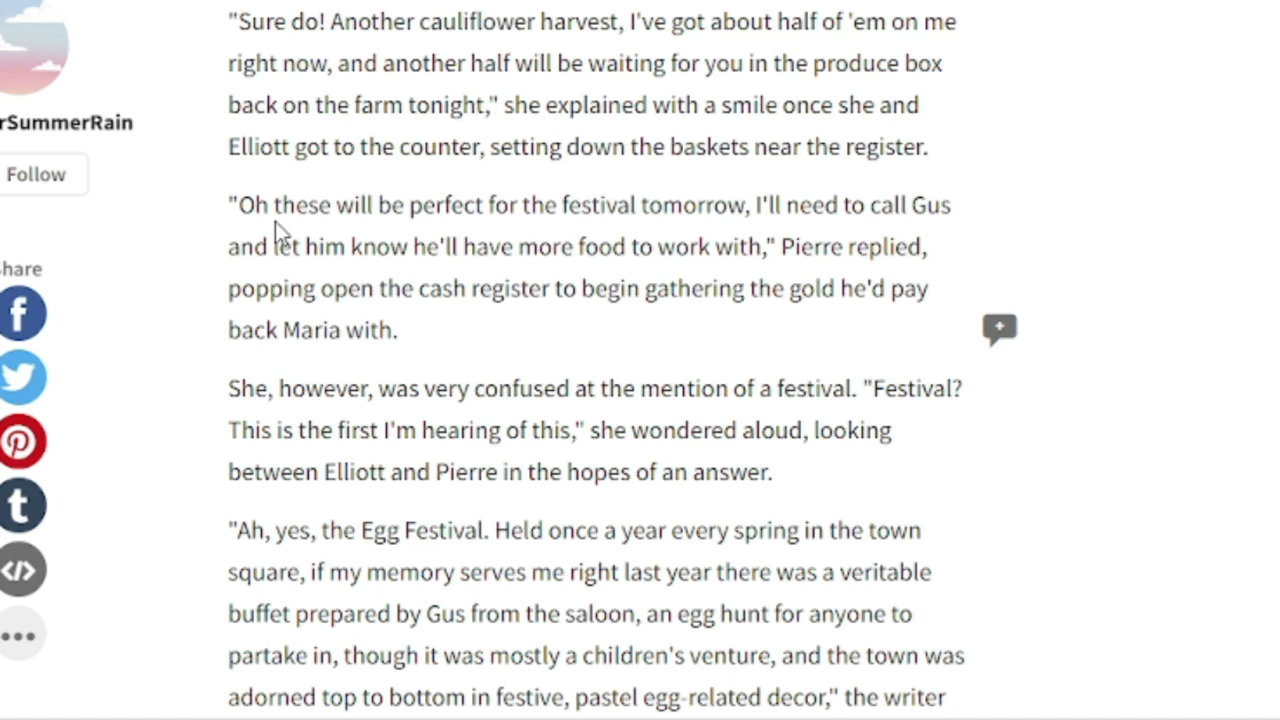 "Sure do! Another cauliflower harvest, I've got about half of 'em on me
right now, and another half will be waiting for you in the produce box
back on the farm tonight," she explained with a smile once she and
Elliott got to the counter, setting down the baskets near the register.
rSummerRain
Follow
"Oh these will be perfect for the festival tomorrow, I'll need to call Gus
and let him know he'll have more food to work with," Pierre replied,
popping open the cash register to begin gathering the gold he'd pay
back Maria with.
Share
She, however, was very confused at the mention of a festival. "Festival?
This is the first I'm hearing of this," she wondered aloud, looking
between Elliott and Pierre in the hopes of an answer.
"Ah, yes, the Egg Festival. Held once a year every spring in the town
square, if my memory serves me right last year there was a veritable
buffet prepared by Gus from the saloon, an egg hunt for anyone to
partake in, though it was mostly a children's venture, and the town was
adorned top to bottom in festive, pastel egg-related decor," the writer